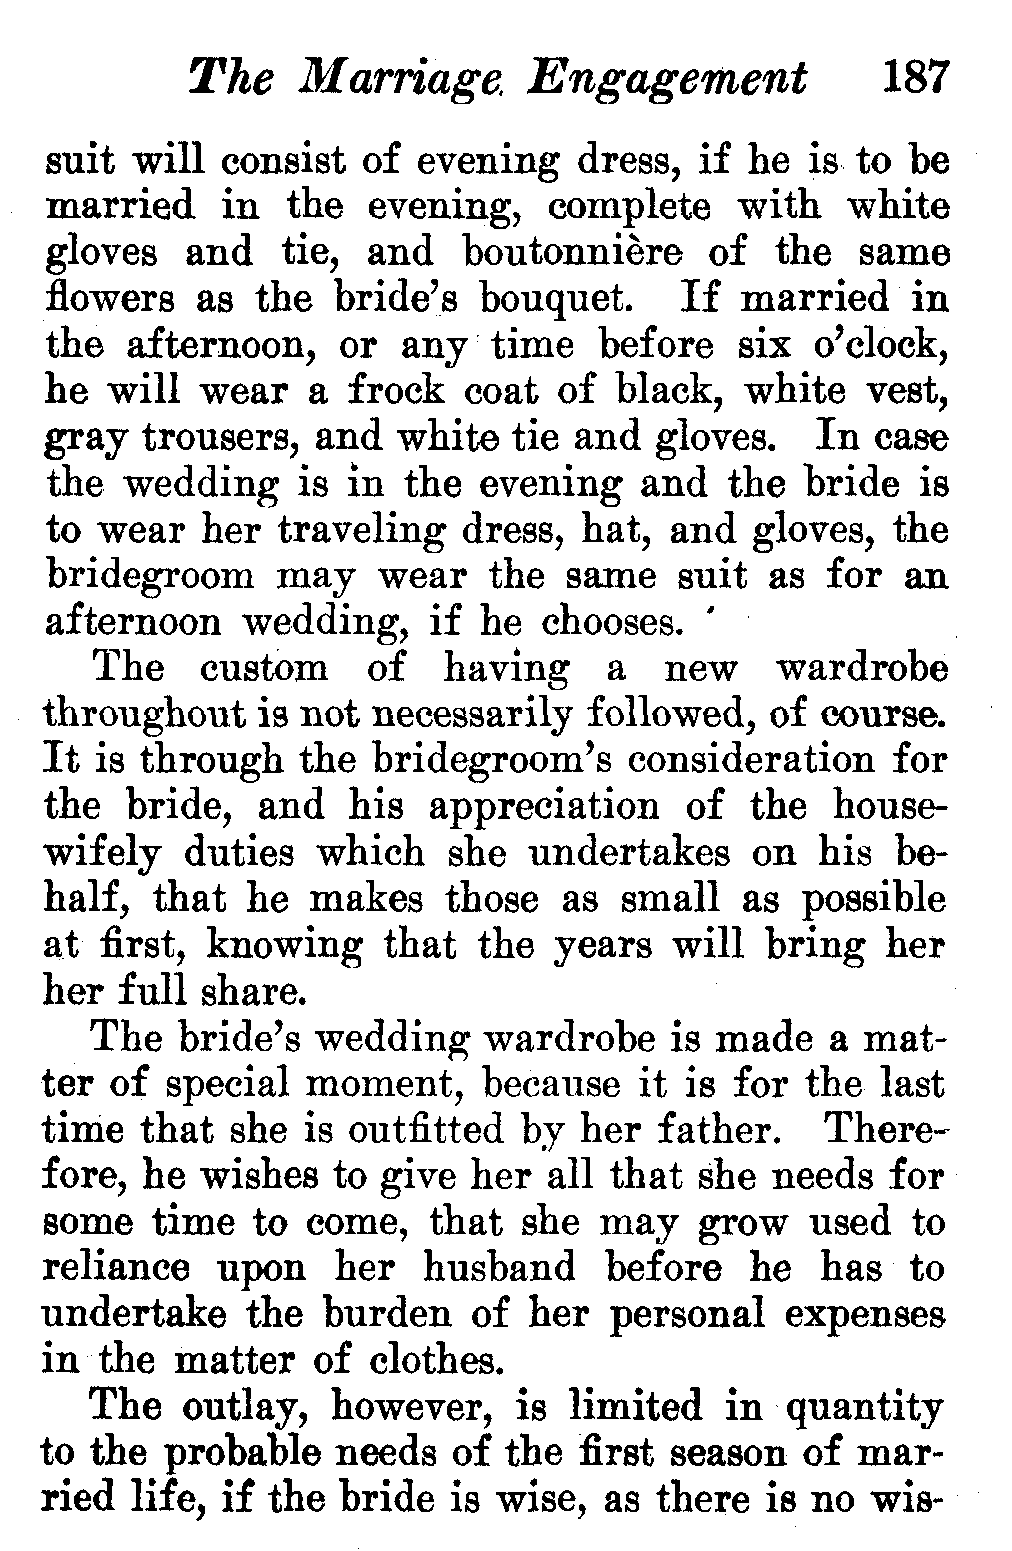 The Marriage Engagement 187
suit will consist of evening dress, if he is to be
married in the evening, complete with white
gloves and tie, and boutonnière of the same
flowers as the bride's bouquet. If married in
the afternoon, or any time before six o'clock,
he will wear a frock coat of black, white vest,
gray trousers, and white tie and gloves. In case
the wedding is in the evening and the bride is
to wear her traveling dress, hat, and gloves, the
bridegroom may wear the same suit as for an
afternoon wedding, if he chooses.
The custom of having a new wardrobe
throughout is not necessarily followed, of course.
It is through the bridegroom's consideration for
the bride, and his appreciation of the house-
wifely duties which she undertakes on his be-
half, that he makes those as small as possible
at first, knowing that the years will bring her
her full share.
The bride's wedding wardrobe is made a mat-
ter of special moment, because it is for the last
time that she is outfitted by her father. There-
fore, he wishes to give her all that she needs for
some time to come, that she may grow used to
reliance upon her husband before he has to
undertake the burden of her personal expenses
in the matter of clothes.
The outlay, however, is limited in quantity
to the probable needs of the first season of mar-
ried life, if the bride is wise, as there is no wis-